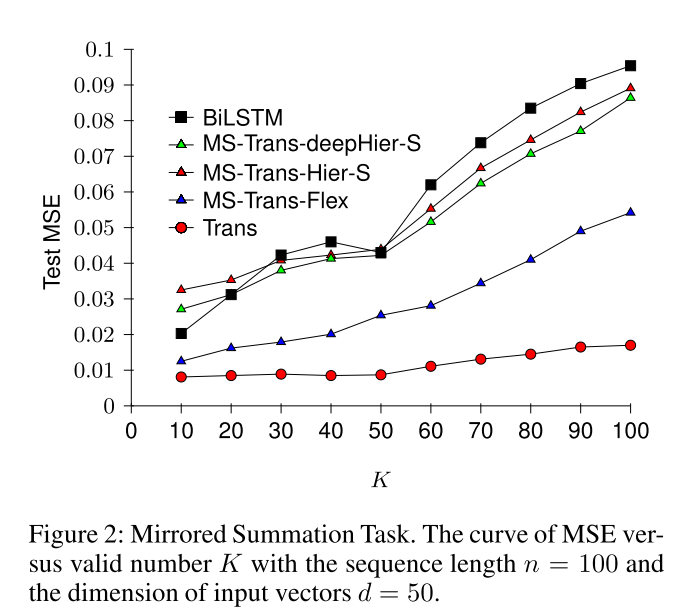 0.1
0.09
0.08
0.07
0.06
0.05
0.04
0.03
0.02
0.01
0
Test MSE
BiLSTM
MS-Trans-deepHier-S
MS-Trans-Hier-S
MS-Trans-Flex
Trans
0 10 20 30 40 50 60 70 80 90 100
K
Figure 2: Mirrored Summation Task. The curve of MSE ver-
sus valid number K with the sequence length n = 100 and
the dimension of input vectors d = 50.